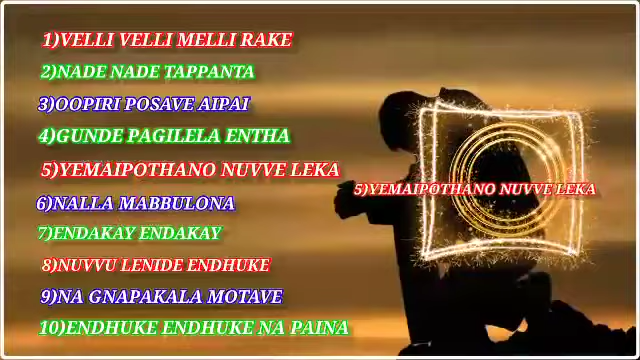 1)VELLI VELLI MELLI RAKE
2)NADE NADE TAPPANTA
3)OOPIRI POSAVE AIPAI
4)GUNDE PAGILELA ENTHA
5)YEMAIPOTHANO NUVVE LEKA
5)YEMAIPOTHANO NUVVE LEKA
6)NALLA MABBULONA
7)ENDAKAY ENDAKAY
8)NUVVU LENIDE ENDHUKE
9)NA GNAPAKALA MOTAVE
10)ENDHUKE ENDHUKE NA PAINA